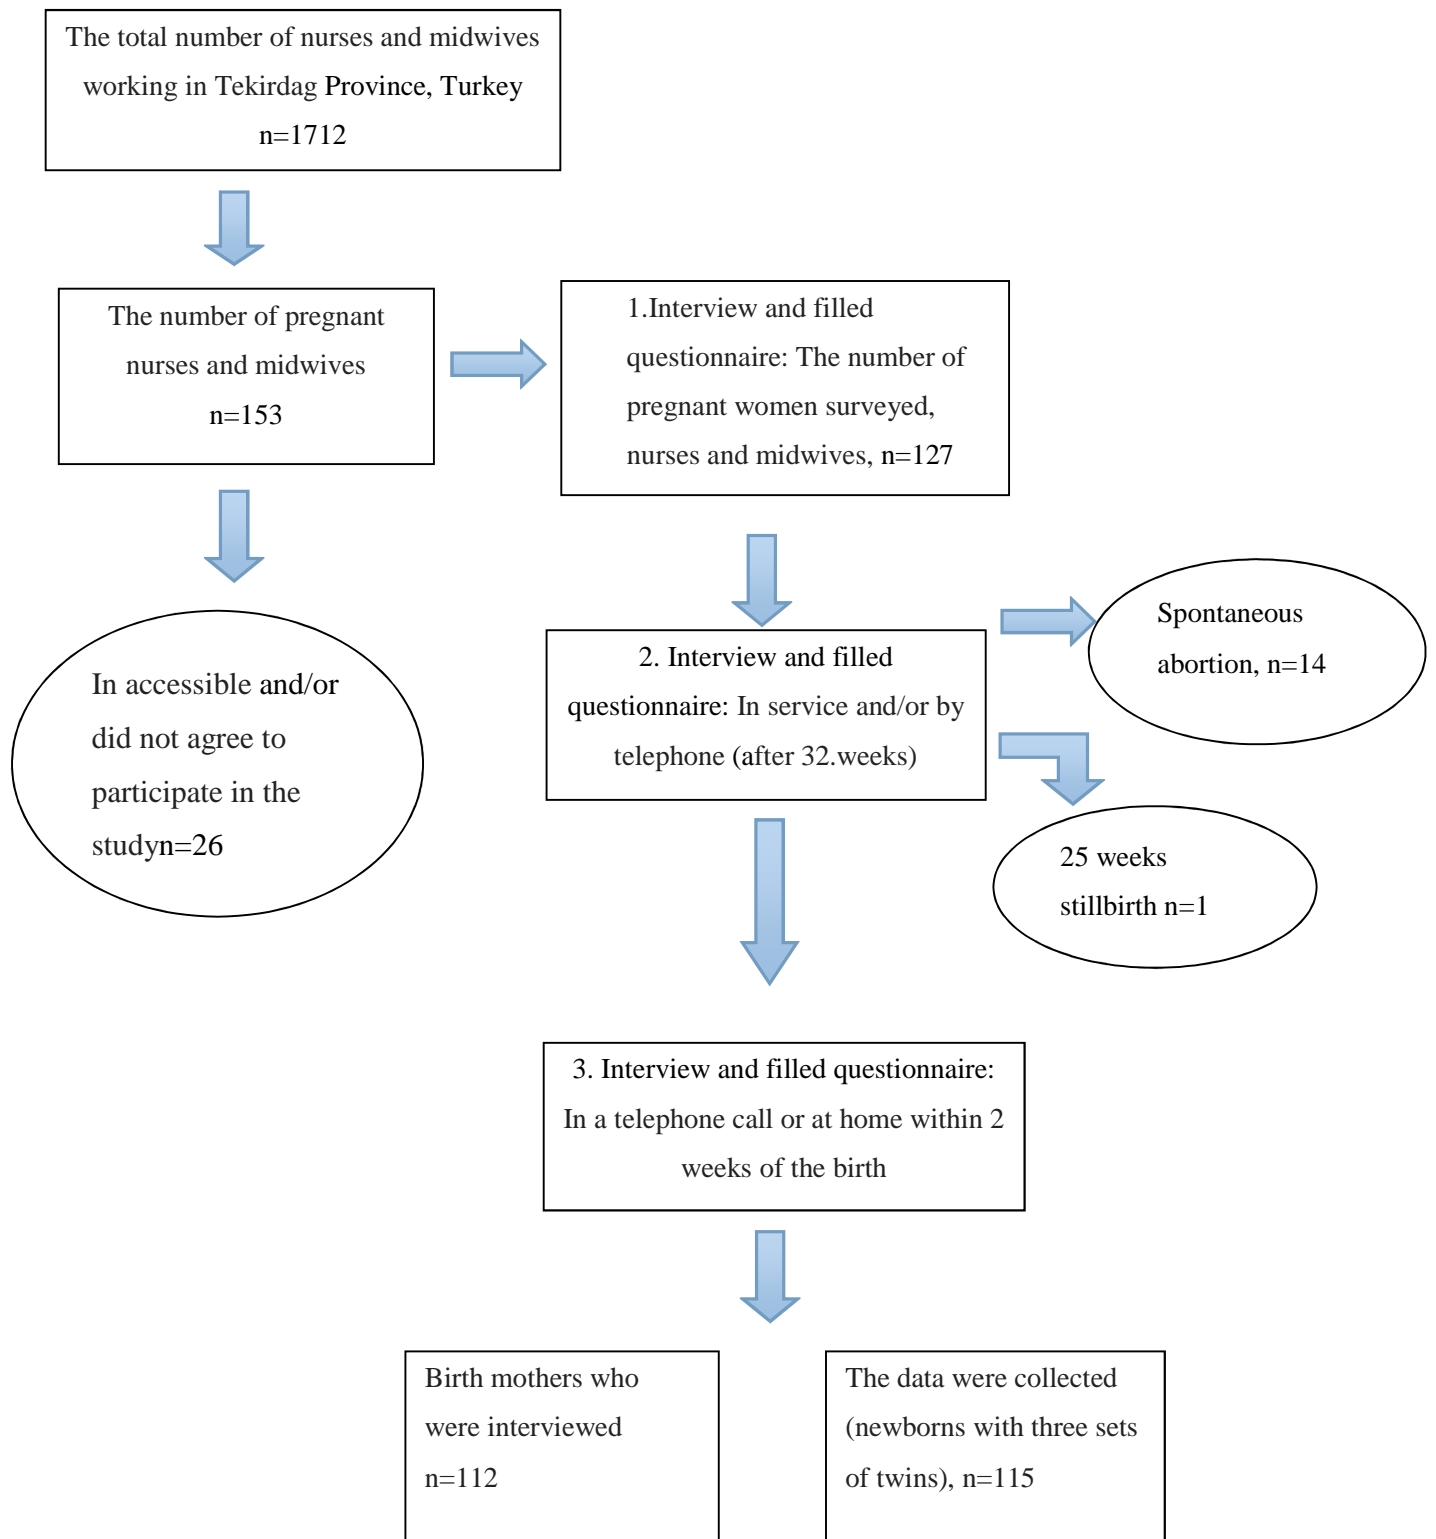 The total number of nurses and midwives
working in Tekirdag Province, Turkey
n=1712
The number of pregnant
nurses and midwives
n=153
1.Interview and filled
questionnaire: The number of
pregnant women surveyed,
nurses and midwives, n=127
In accessible and/or
did not agree to
participate in the
studyn=26
2. Interview and filled
questionnaire: In service and/or by
telephone (after 32.weeks)
Spontaneous
abortion, n=14
25 weeks
stillbirth n=1
3. Interview and filled questionnaire:
In a telephone call or at home within 2
weeks of the birth
Birth mothers who
were interviewed
n=112
The data were collected
(newborns with three sets
of twins), n=115